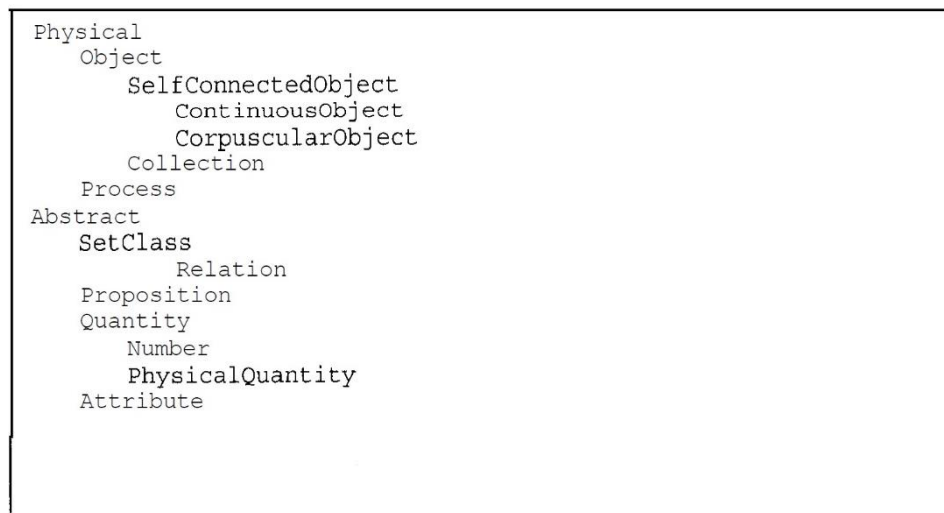 Physical
Object
SelfConnectedObject
ContinuousObject
CorpuscularObject
Collection
Process
Abstract
SetClass
Relation
Proposition
Quantity
Number
PhysicalQuantity
Attribute